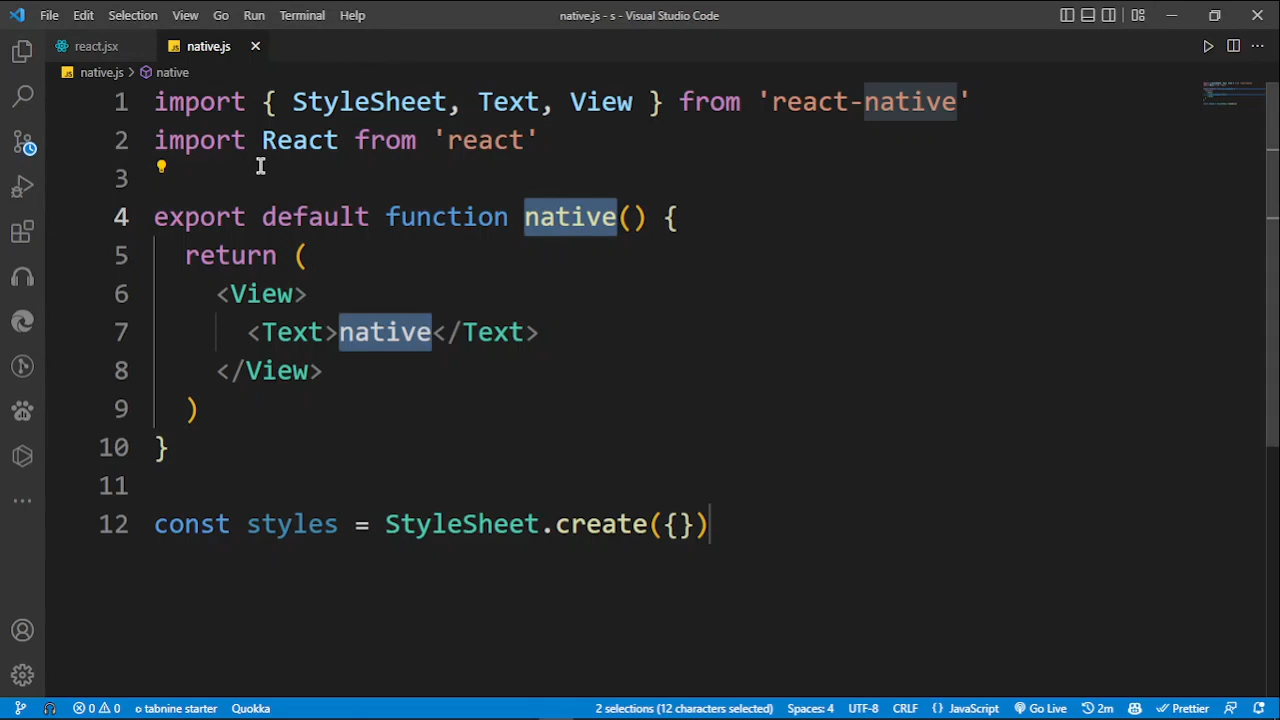 File Edit Selection View Go Run Terminal Help native.js - s - Visual Studio Code
react.jsx native.js
native.js > native
1 import { StyleSheet, Text, View } from 'react-native'
2 import React from 'react'
3
4 export default function native() {
5 return (
6 <View>
7 <Text>native</Text>
8 </View>
9 )
10 }
11
12 const styles = StyleSheet.create({})
0 0 tabnine starter Quokka 2 selections (12 characters selected) Spaces: 4 UTF-8 CRLF {} JavaScript Go Live 2m Prettier